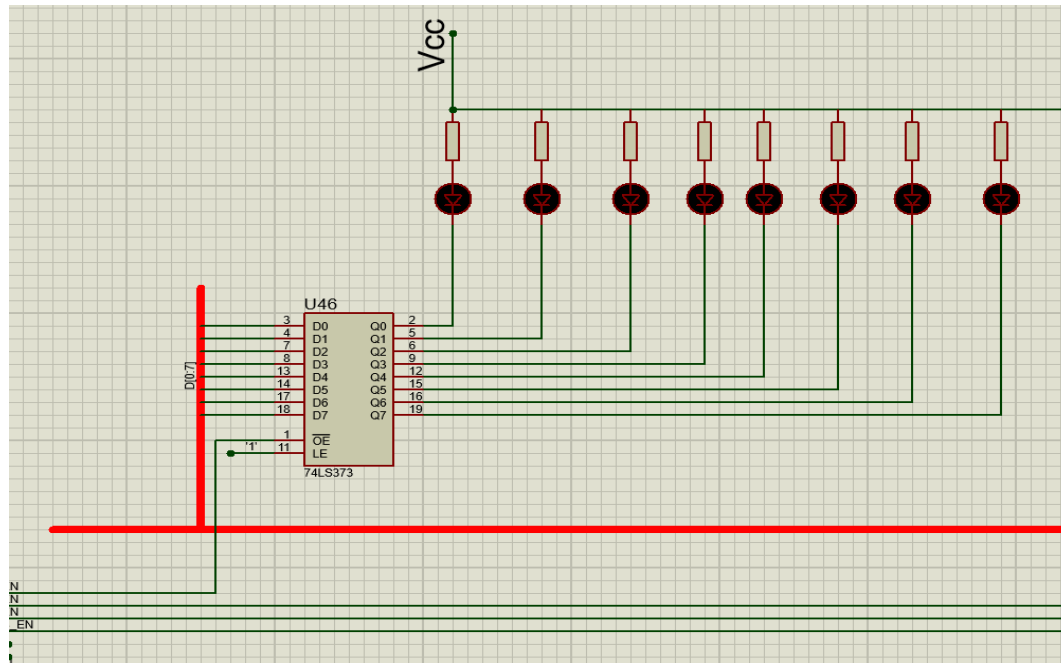 Vcc
U46
3 D0 Q0 2
4 D1 Q1 5
7 D2 Q2 6
8 D3 Q3 9
13 D4 Q4 12
14 D5 Q5 15
17 D6 Q6 16
18 D7 Q7 19
D[0:7]
1 OE
'1' 11 LE
74LS373
N
N
N
_EN